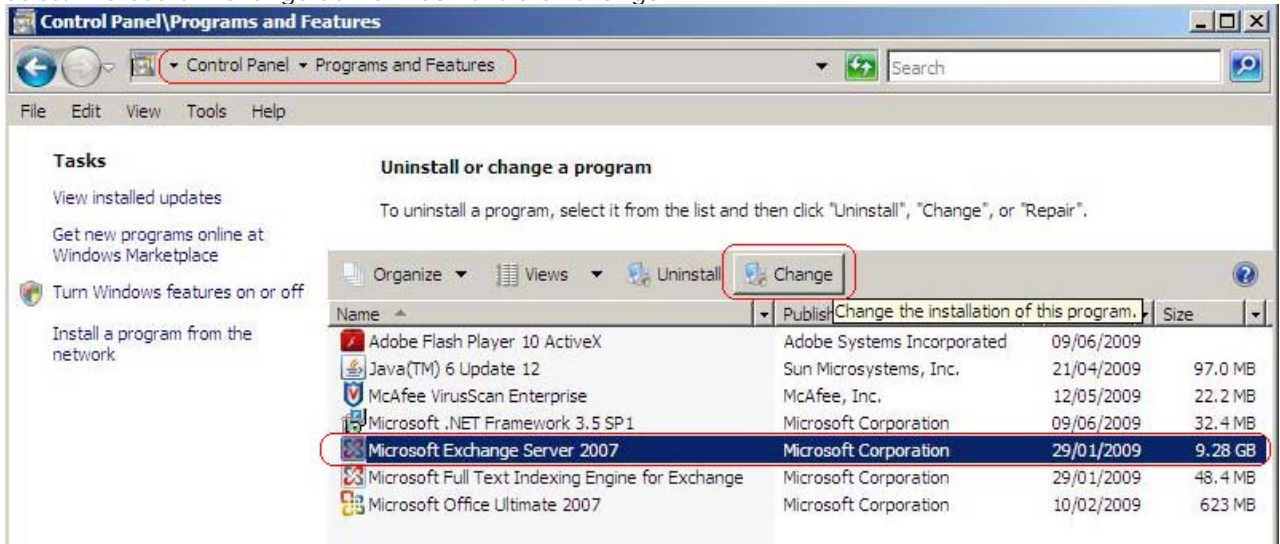 Control Panel\Programs and Features
Control Panel Programs and Features
Search
File Edit View Tools Help
Tasks
View installed updates
Get new programs online at
Windows Marketplace
Turn Windows features on or off
Install a program from the
network
Uninstall or change a program
To uninstall a program, select it from the list and then click "Uninstall", "Change", or "Repair".
Organize Views Uninstall Change
Name Publish Size
Change the installation of this program.
Adobe Flash Player 10 ActiveX Adobe Systems Incorporated 09/06/2009
Java(TM) 6 Update 12 Sun Microsystems, Inc. 21/04/2009 97.0 MB
McAfee VirusScan Enterprise McAfee, Inc. 12/05/2009 22.2 MB
Microsoft .NET Framework 3.5 SP1 Microsoft Corporation 09/06/2009 32.4 MB
Microsoft Exchange Server 2007 Microsoft Corporation 29/01/2009 9.28 GB
Microsoft Full Text Indexing Engine for Exchange Microsoft Corporation 29/01/2009 48.4 MB
Microsoft Office Ultimate 2007 Microsoft Corporation 10/02/2009 623 MB